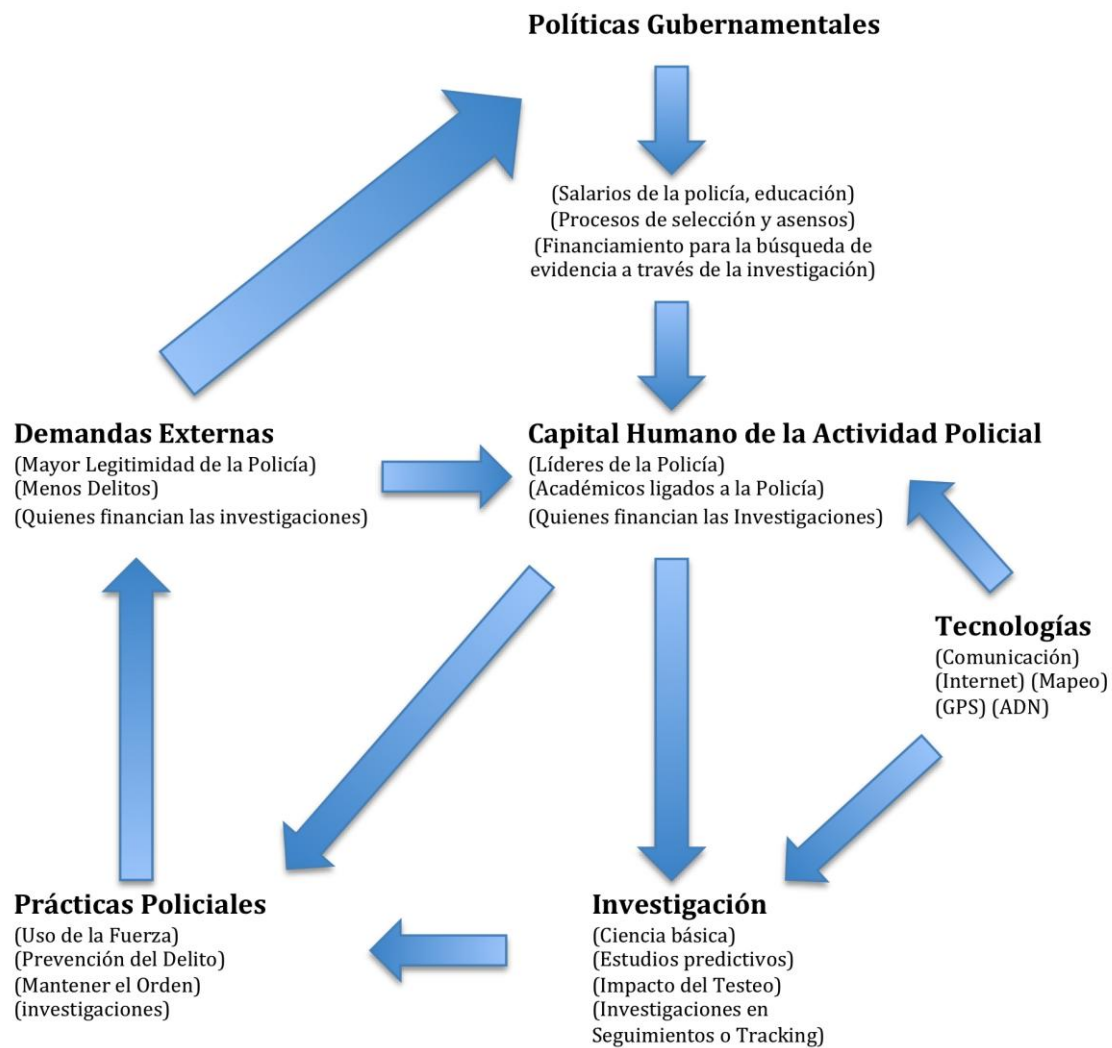 Políticas Gubernamentales
(Salarios de la policía, educación)
(Procesos de selección y asensos)
(Financiamiento para la búsqueda de
evidencia a través de la investigación)
Demandas Externas
(Mayor Legitimidad de la Policía)
(Menos Delitos)
(Quienes financian las investigaciones)
Capital Humano de la Actividad Policial
(Líderes de la Policía)
(Académicos ligados a la Policía)
(Quienes financian las Investigaciones)
Tecnologías
(Comunicación)
(Internet) (Mapeo)
(GPS) (ADN)
Prácticas Policiales
(Uso de la Fuerza)
(Prevención del Delito)
(Mantener el Orden)
(investigaciones)
Investigación
(Ciencia básica)
(Estudios predictivos)
(Impacto del Testeo)
(Investigaciones en
Seguimientos o Tracking)